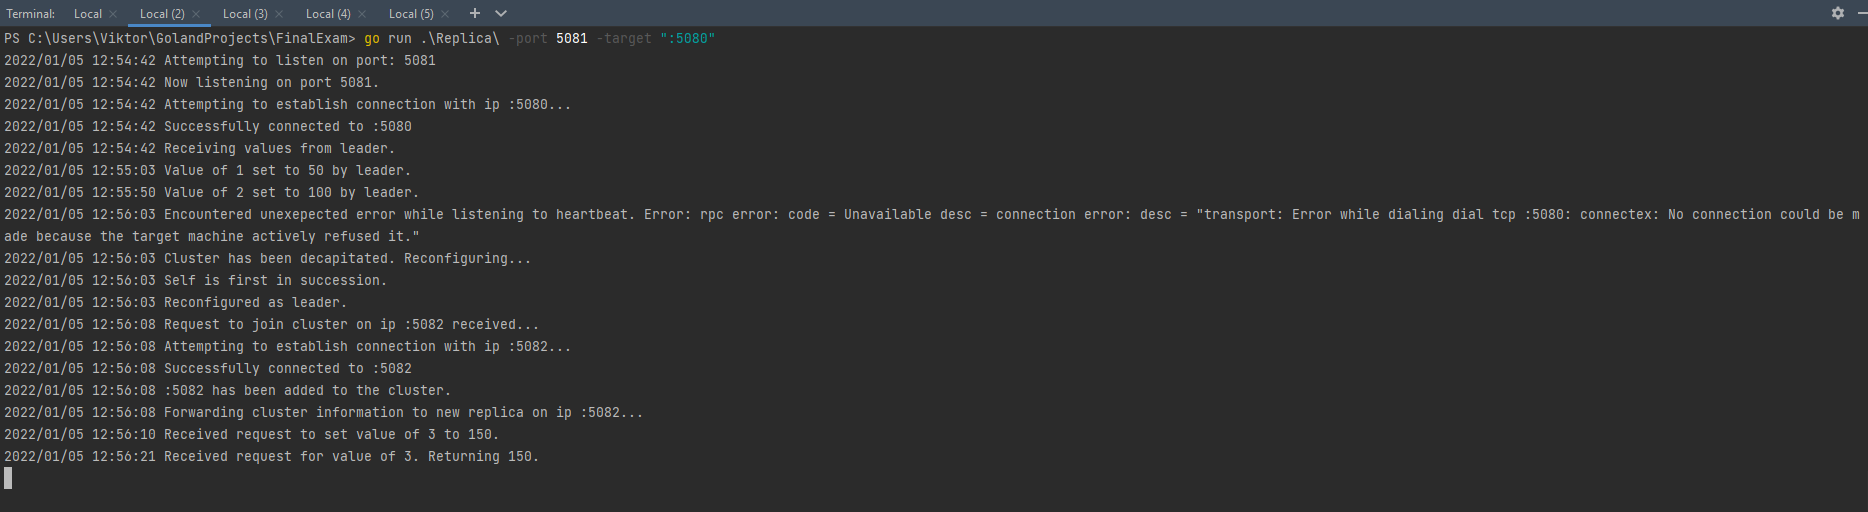 Terminal: Local Local (2) Local (3) Local (4) Local (5)
PS C:\Users\Viktor\GolandProjects\FinalExam> go run .\Replica\ -port 5081 -target ":5080"
2022/01/05 12:54:42 Attempting to listen on port: 5081
2022/01/05 12:54:42 Now listening on port 5081.
2022/01/05 12:54:42 Attempting to establish connection with ip :5080...
2022/01/05 12:54:42 Successfully connected to :5080
2022/01/05 12:54:42 Receiving values from leader.
2022/01/05 12:55:03 Value of 1 set to 50 by leader.
2022/01/05 12:55:50 Value of 2 set to 100 by leader.
2022/01/05 12:56:03 Encountered unexepected error while listening to heartbeat. Error: rpc error: code = Unavailable desc = connection error: desc = "transport: Error while dialing dial tcp :5080: connectex: No connection could be m
ade because the target machine actively refused it."
2022/01/05 12:56:03 Cluster has been decapitated. Reconfiguring...
2022/01/05 12:56:03 Self is first in succession.
2022/01/05 12:56:03 Reconfigured as leader.
2022/01/05 12:56:08 Request to join cluster on ip :5082 received...
2022/01/05 12:56:08 Attempting to establish connection with ip :5082...
2022/01/05 12:56:08 Successfully connected to :5082
2022/01/05 12:56:08 :5082 has been added to the cluster.
2022/01/05 12:56:08 Forwarding cluster information to new replica on ip :5082...
2022/01/05 12:56:10 Received request to set value of 3 to 150.
2022/01/05 12:56:21 Received request for value of 3. Returning 150.